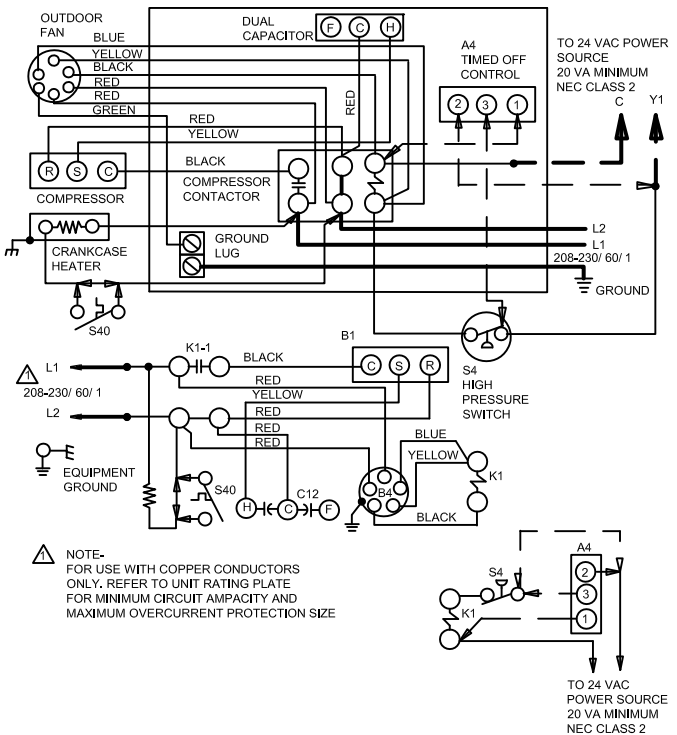 OUTDOOR
FAN
BLUE
YELLOW
BLACK
RED
RED
GREEN
DUAL
CAPACITOR
F
C
H
RED
A4
TIMED OFF
CONTROL
2
3
1
TO 24 VAC POWER
SOURCE
20 VA MINIMUM
NEC CLASS 2
C
Y1
RED
YELLOW
R
S
C
BLACK
COMPRESSOR
COMPRESSOR
CONTACTOR
CRANKCASE
HEATER
GROUND
LUG
L2
L1
208-230/ 60/ 1
GROUND
S40
S4
HIGH
PRESSURE
SWITCH
K1-1
B1
L1
BLACK
C
S
R
1
208-230/ 60/ 1
RED
YELLOW
L2
RED
RED
RED
BLUE
YELLOW
EQUIPMENT
GROUND
S40
H
C
C12
F
B4
K1
BLACK
1
NOTE-
FOR USE WITH COPPER CONDUCTORS
ONLY. REFER TO UNIT RATING PLATE
FOR MINIMUM CIRCUIT AMPACITY AND
MAXIMUM OVERCURRENT PROTECTION SIZE
A4
S4
2
3
1
K1
TO 24 VAC
POWER SOURCE
20 VA MINIMUM
NEC CLASS 2